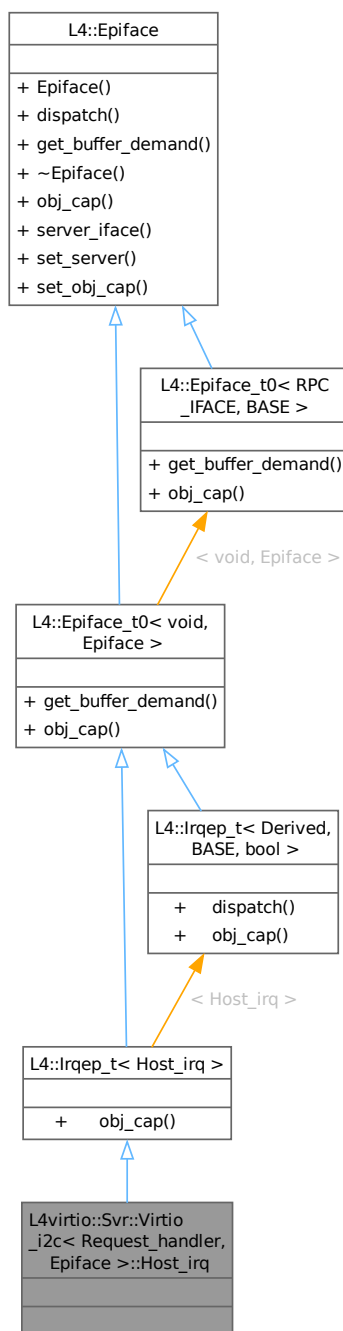 L4::Epiface
+ Epiface()
+ dispatch()
+ get_buffer_demand()
+ ~Epiface()
+ obj_cap()
+ server_iface()
+ set_server()
+ set_obj_cap()
L4::Epiface_t0< RPC
_IFACE, BASE >
+ get_buffer_demand()
+ obj_cap()
< void, Epiface >
L4::Epiface_t0< void,
Epiface >
+ get_buffer_demand()
+ obj_cap()
L4::Irqep_t< Derived,
BASE, bool >
+ dispatch()
+ obj_cap()
< Host_irq >
L4::Irqep_t< Host_irq >
+ obj_cap()
L4virtio::Svr::Virtio
_i2c< Request_handler,
Epiface >::Host_irq